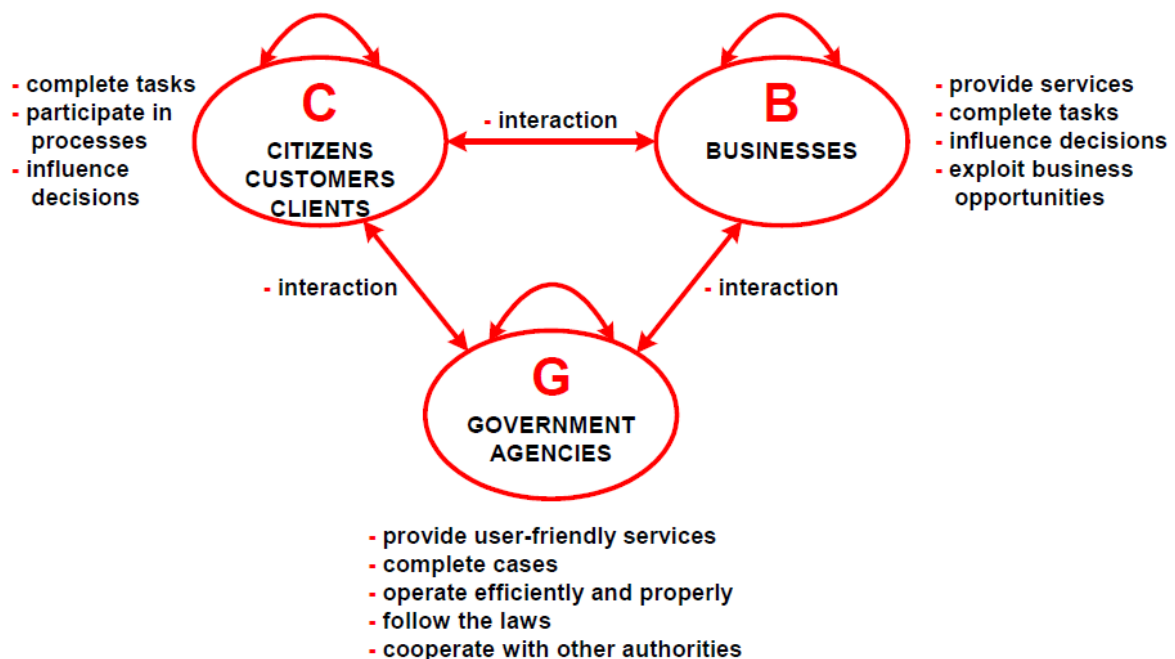 - complete tasks
- participate in
processes
- influence
decisions
C
CITIZENS
CUSTOMERS
CLIENTS
- interaction
B
BUSINESSES
- provide services
- complete tasks
- influence decisions
- exploit business
opportunities
- interaction
- interaction
G
GOVERNMENT
AGENCIES
- provide user-friendly services
- complete cases
- operate efficiently and properly
- follow the laws
- cooperate with other authorities